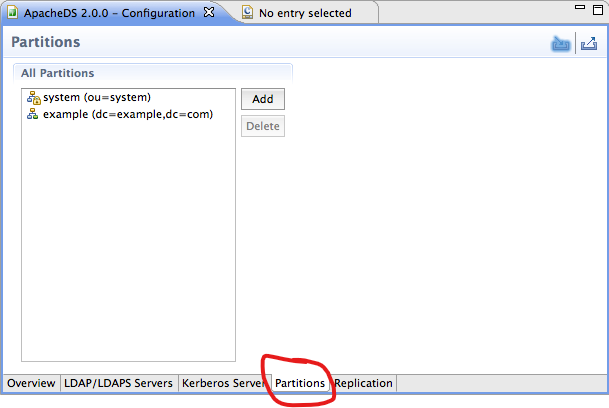 ApacheDS 2.0.0 – Configuration
No entry selected
Partitions
All Partitions
system (ou=system)
example (dc=example,dc=com)
Add
Delete
Overview
LDAP/LDAPS Servers
Kerberos Server
Partitions
Replication